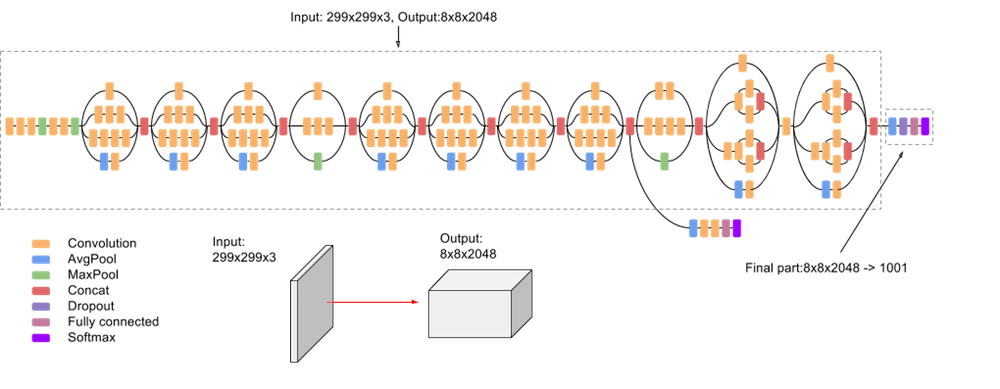 Input: 299x299x3, Output:8x8x2048
Convolution
AvgPool
MaxPool
Concat
Dropout
Fully connected
Softmax
Input:
299x299x3
Output:
8x8x2048
Final part:8x8x2048 -> 1001